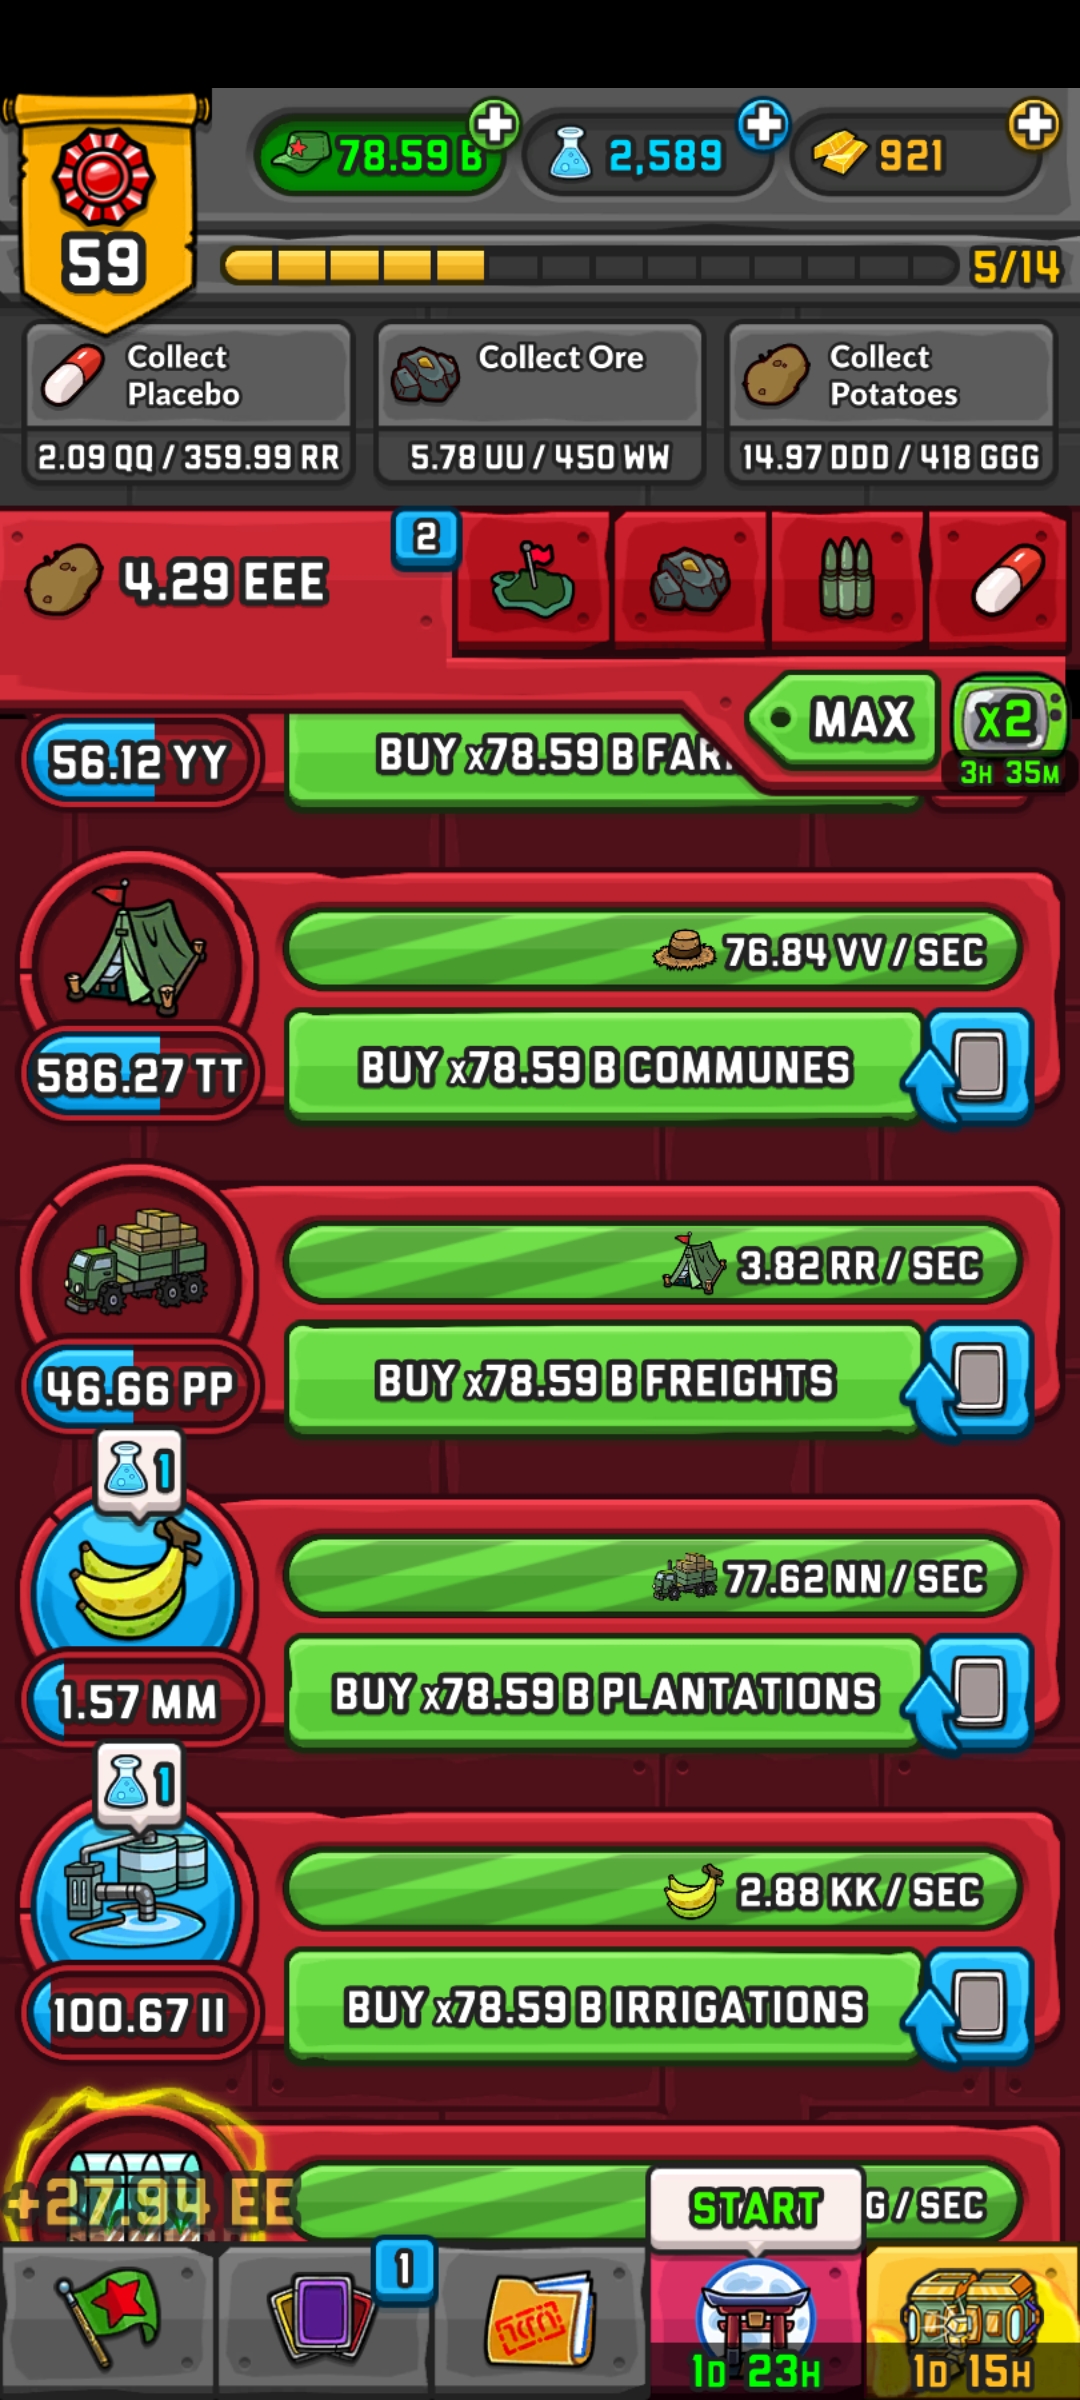 78.59 B
2,589
921
59
5/14
Collect Placebo
2.09 QQ / 359.99 RR
Collect Ore
5.78 UU / 450 WW
Collect Potatoes
14.97 DDD / 418 GGG
4.29 EEE
2
MAX
x2
3H 35M
56.12 YY
BUY x78.59 B FAR
76.84 VV / SEC
586.27 TT
BUY x78.59 B COMMUNES
3.82 RR / SEC
46.66 PP
BUY x78.59 B FREIGHTS
1
77.62 NN / SEC
1.57 MM
BUY x78.59 B PLANTATIONS
1
2.88 KK / SEC
100.67 II
BUY x78.59 B IRRIGATIONS
+27.94 EE
START
G / SEC
1
1D 23H
1D 15H